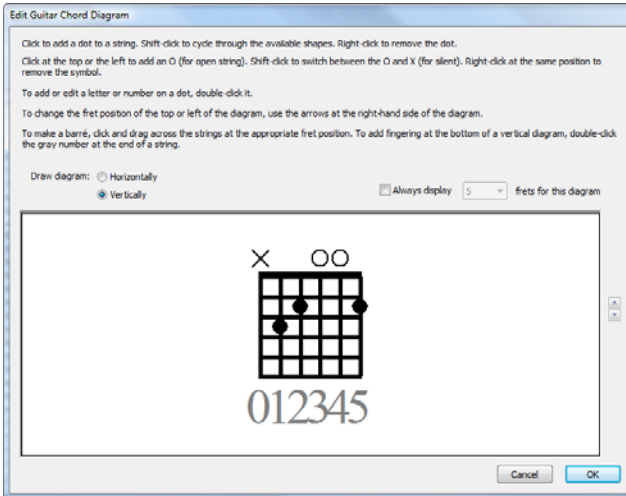 Edit Guitar Chord Diagram
Click to add a dot to a string. Shift-click to cycle through the available shapes. Right-click to remove the dot.
Click at the top or the left to add an O (for open string). Shift-click to switch between the O and X (for silent). Right-click at the same position to
remove the symbol.
To add or edit a letter or number on a dot, double-click it.
To change the fret position of the top or left of the diagram, use the arrows at the right-hand side of the diagram.
To make a barré, click and drag across the strings at the appropriate fret position. To add fingering at the bottom of a vertical diagram, double-click
the gray number at the end of a string.
Draw diagram: Horizontally
Vertically
Always display 5 frets for this diagram
X OO
012345
Cancel OK